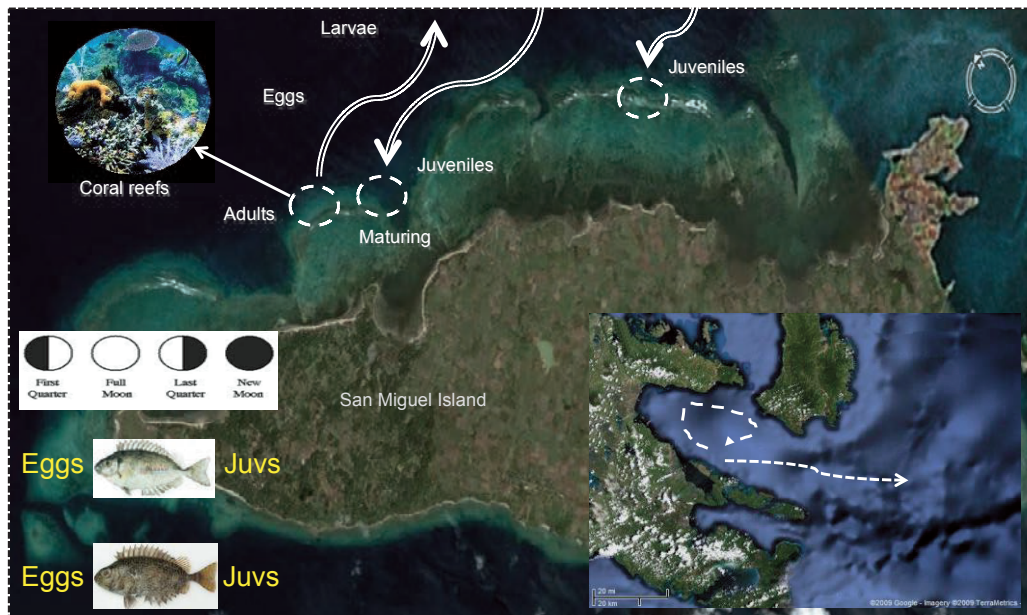 Larvae
Juveniles
Eggs
Juveniles
Coral reefs
Adults
Maturing
First
Quarter
Full
Moon
Last
Quarter
New
Moon
San Miguel Island
Eggs
Juvs
Eggs
Juvs
20 mi
20 km
©2009 Google - Imagery ©2009 TerraMetrics